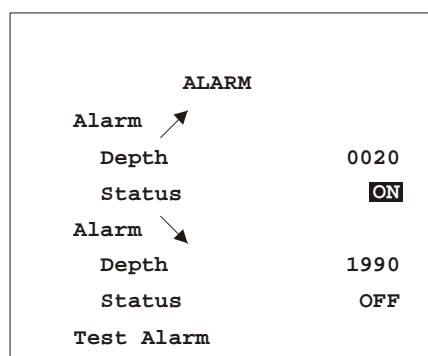 ALARM
Alarm
Depth 0020
Status ON
Alarm
Depth 1990
Status OFF
Test Alarm